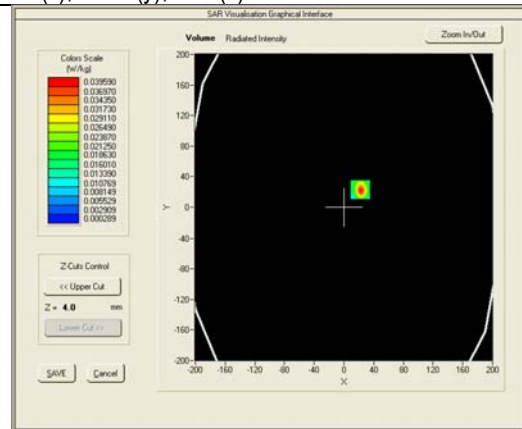 SAR Visualisation Graphical Interface
Volume Radiated Intensity
Zoom In/Out
Colors Scale
(W/kg)
0.039590
0.036970
0.034350
0.031730
0.029110
0.026490
0.023870
0.021250
0.018630
0.016010
0.013390
0.010769
0.008149
0.005529
0.002909
0.000289
Z-Cuts Control
<< Upper Cut
Z = 4.0 mm
Lower Cut >>
SAVE
Cancel
200-
160-
120-
80-
40-
Y
0-
40-
-80-
-120-
-160-
-200-
-200 -160 -120 -80 -40 0 40 80 120 160 200
X